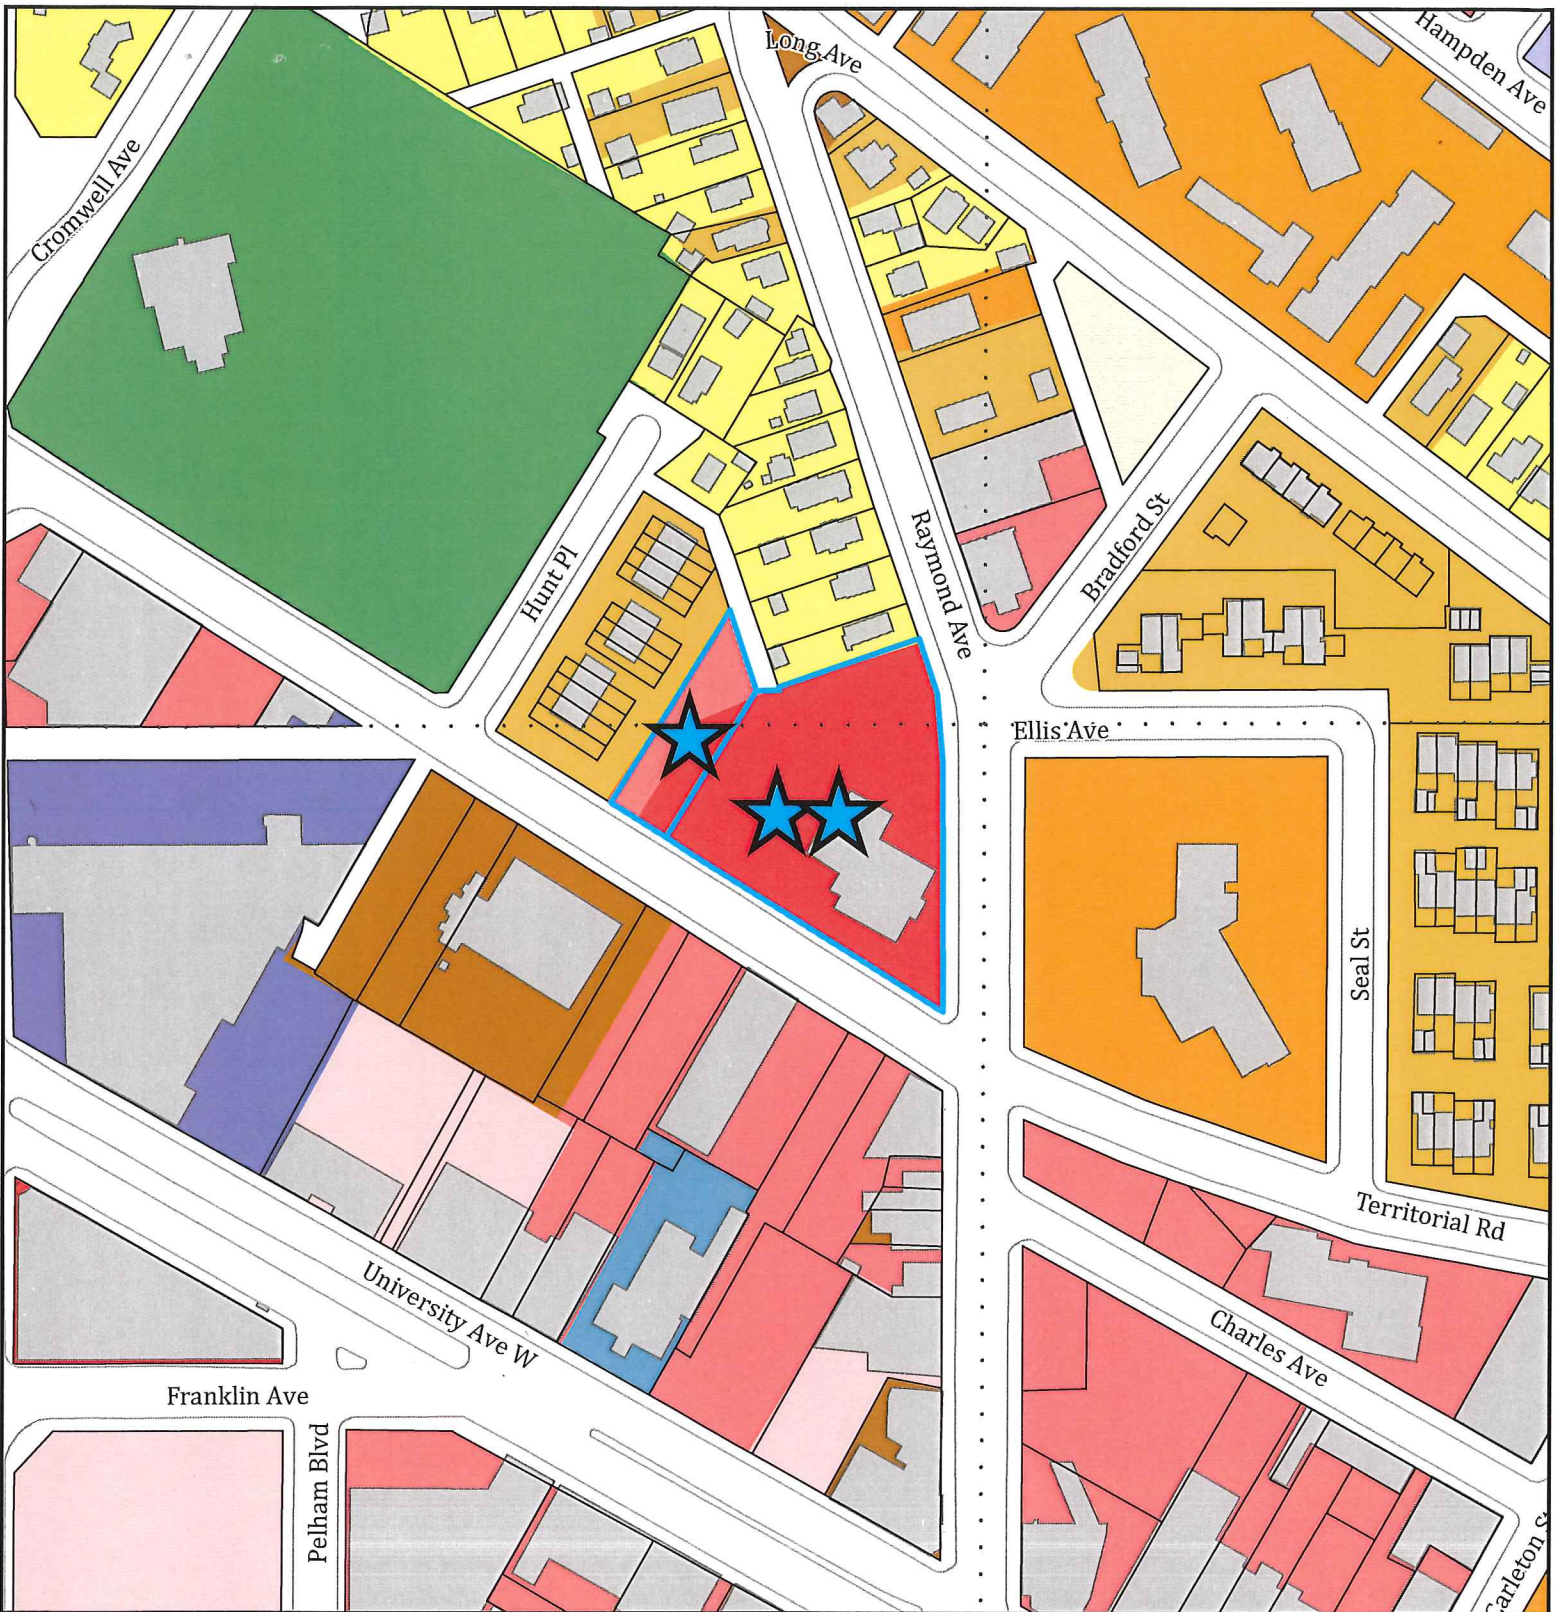 Long Ave
Hampden Ave
Cromwell Ave
Raymond Ave
Bradford St
Hunt Pl
Ellis Ave
Seal St
Territorial Rd
University Ave W
Charles Ave
Franklin Ave
Pelham Blvd
Carleton S